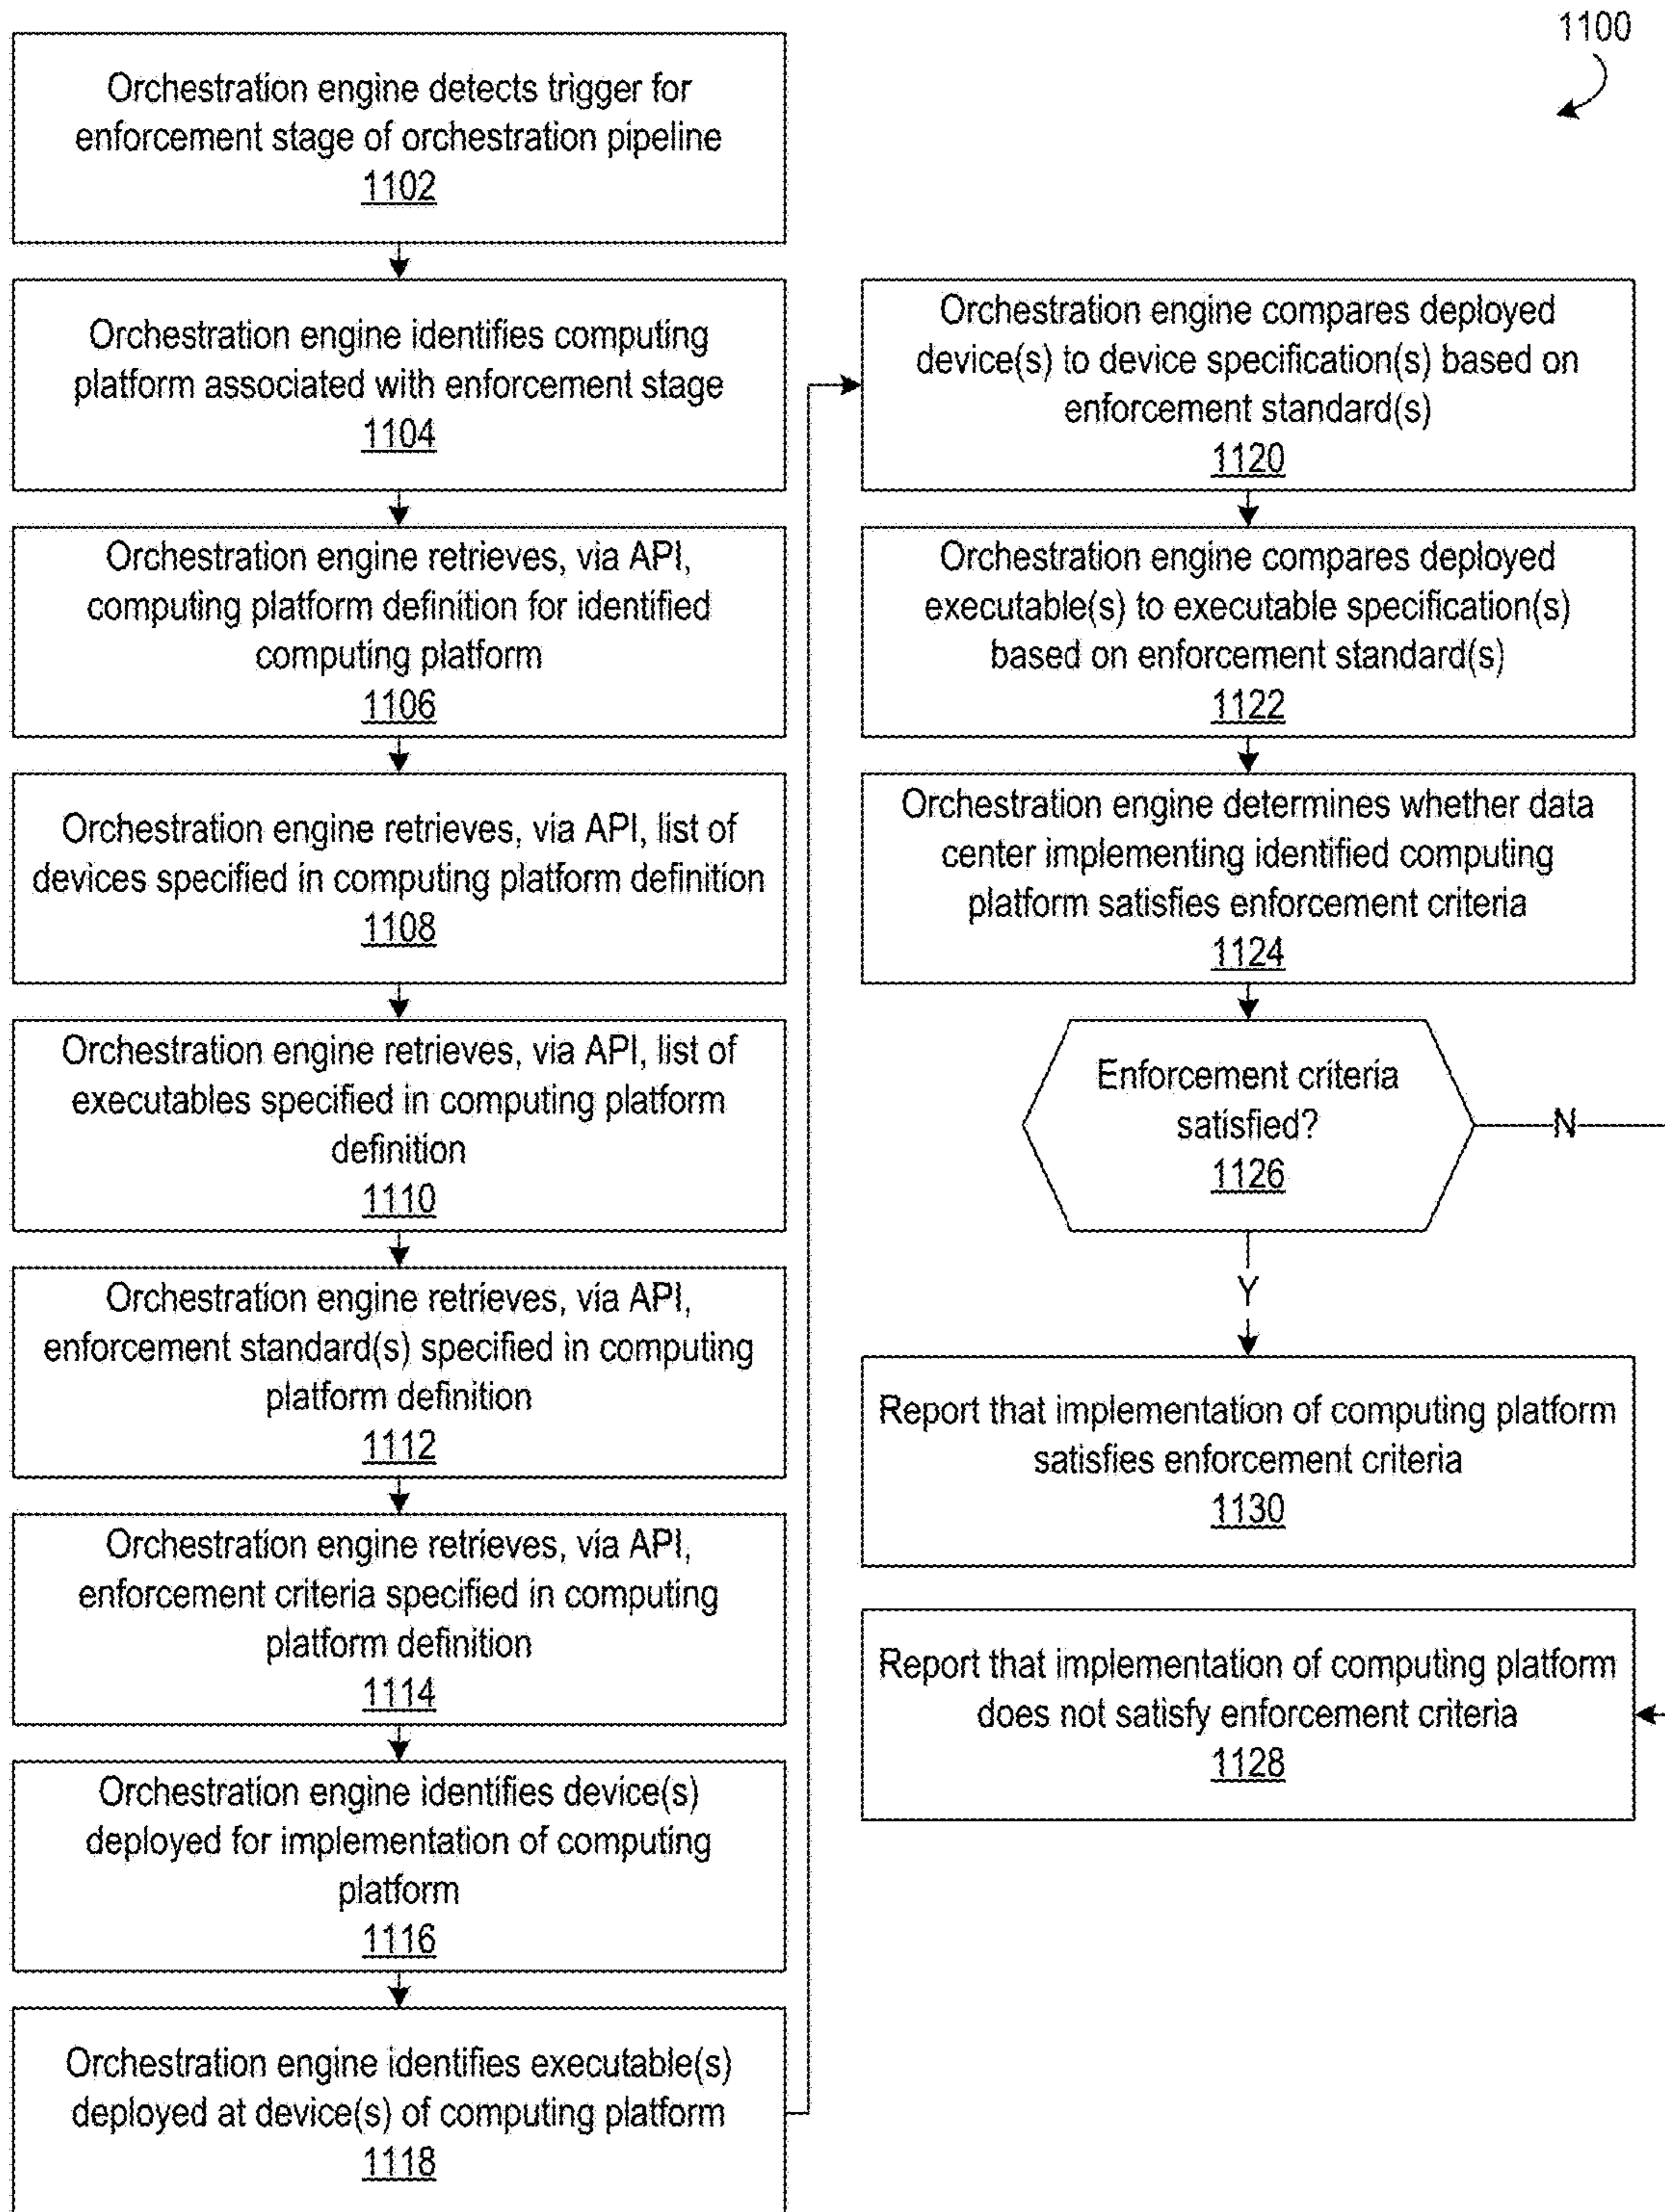 1100
Orchestration engine detects trigger for
enforcement stage of orchestration pipeline
1102
Orchestration engine identifies computing
platform associated with enforcement stage
1104
Orchestration engine retrieves, via API,
computing platform definition for identified
computing platform
1106
Orchestration engine retrieves, via API, list of
devices specified in computing platform definition
1108
Orchestration engine retrieves, via API, list of
executables specified in computing platform
definition
1110
Orchestration engine retrieves, via API,
enforcement standard(s) specified in computing
platform definition
1112
Orchestration engine retrieves, via API,
enforcement criteria specified in computing
platform definition
1114
Orchestration engine identifies device(s)
deployed for implementation of computing
platform
1116
Orchestration engine identifies executable(s)
deployed at device(s) of computing platform
1118
Orchestration engine compares deployed
device(s) to device specification(s) based on
enforcement standard(s)
1120
Orchestration engine compares deployed
executable(s) to executable specification(s)
based on enforcement standard(s)
1122
Orchestration engine determines whether data
center implementing identified computing
platform satisfies enforcement criteria
1124
Enforcement criteria
satisfied?
1126
N
Y
Report that implementation of computing platform
satisfies enforcement criteria
1130
Report that implementation of computing platform
does not satisfy enforcement criteria
1128